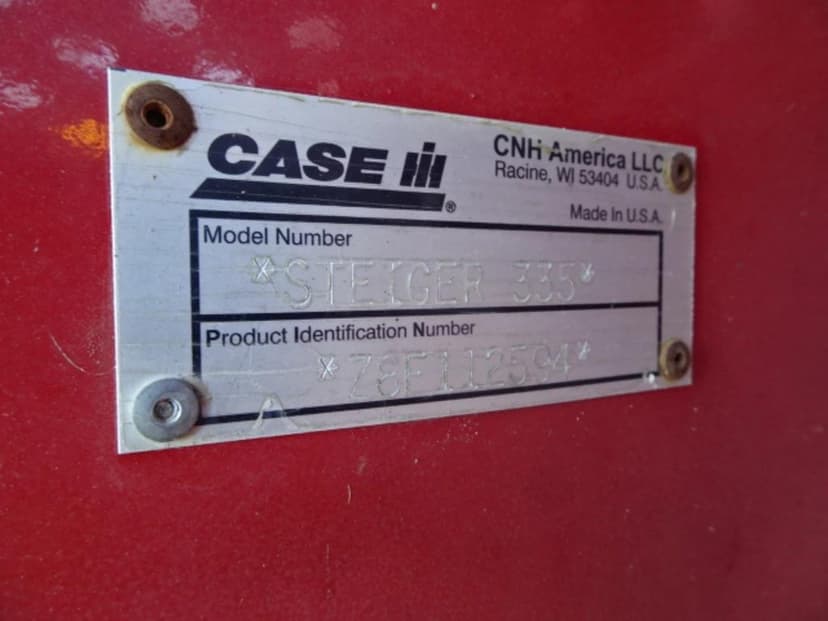 CASE IH®
CNH America LLC
Racine, WI 53404 U.S.A.
Made In U.S.A.
Model Number
*STEIGER 335*
Product Identification Number
*Z8F112594*